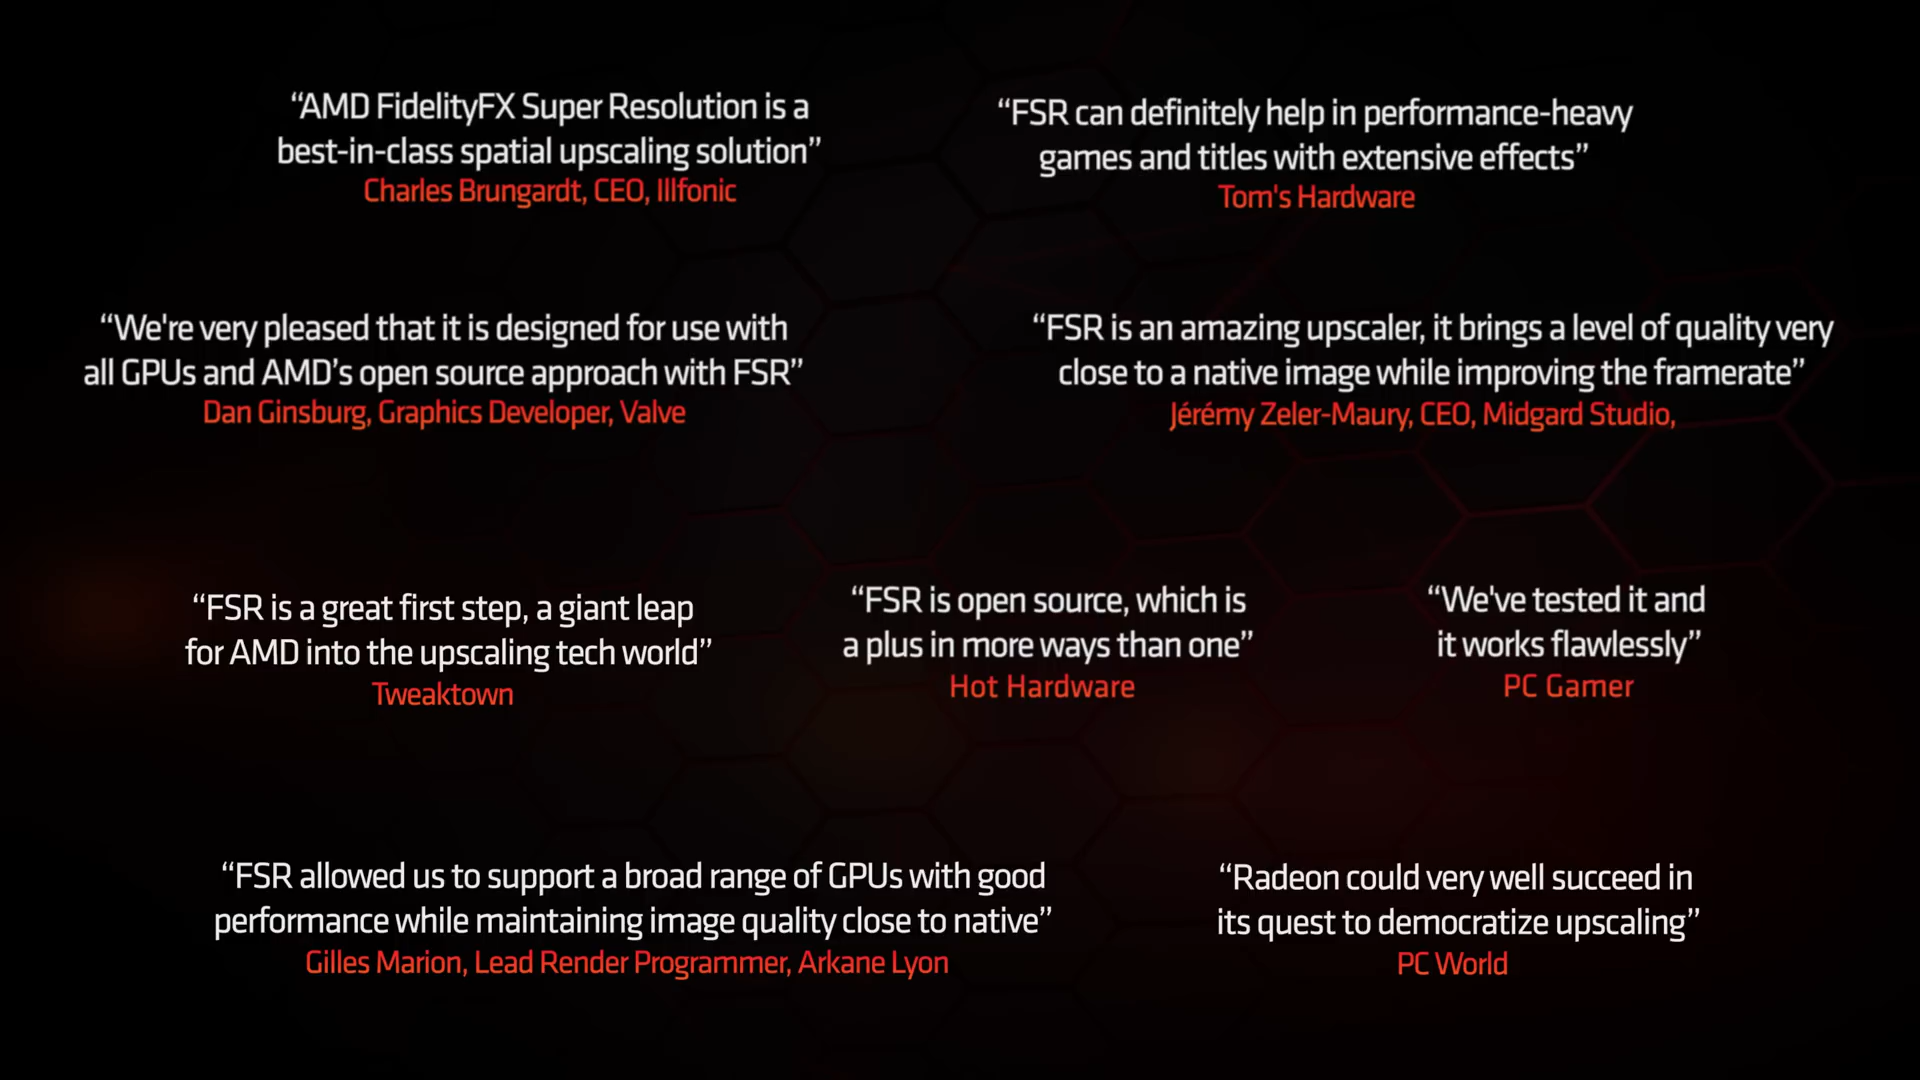 “AMD FidelityFX Super Resolution is a
best-in-class spatial upscaling solution”
Charles Brungardt, CEO, Illfonic
“FSR can definitely help in performance-heavy
games and titles with extensive effects”
Tom's Hardware
“We're very pleased that it is designed for use with
all GPUs and AMD’s open source approach with FSR”
Dan Ginsburg, Graphics Developer, Valve
“FSR is an amazing upscaler, it brings a level of quality very
close to a native image while improving the framerate”
Jérémy Zeler-Maury, CEO, Midgard Studio,
“FSR is a great first step, a giant leap
for AMD into the upscaling tech world”
Tweaktown
“FSR is open source, which is
a plus in more ways than one”
Hot Hardware
“We've tested it and
it works flawlessly”
PC Gamer
“FSR allowed us to support a broad range of GPUs with good
performance while maintaining image quality close to native”
Gilles Marion, Lead Render Programmer, Arkane Lyon
“Radeon could very well succeed in
its quest to democratize upscaling”
PC World